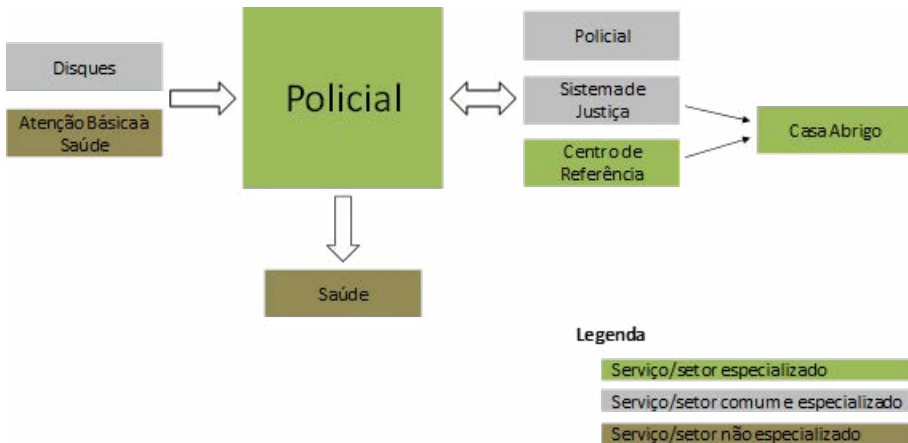 Disques
Atenção Básica à
Saúde
Policial
Policial
Sistema de
Justiça
Centro de
Referência
Casa Abrigo
Saúde
Legenda
Serviço/setor especializado
Serviço/setor comum e especializado
Serviço/setor não especializado